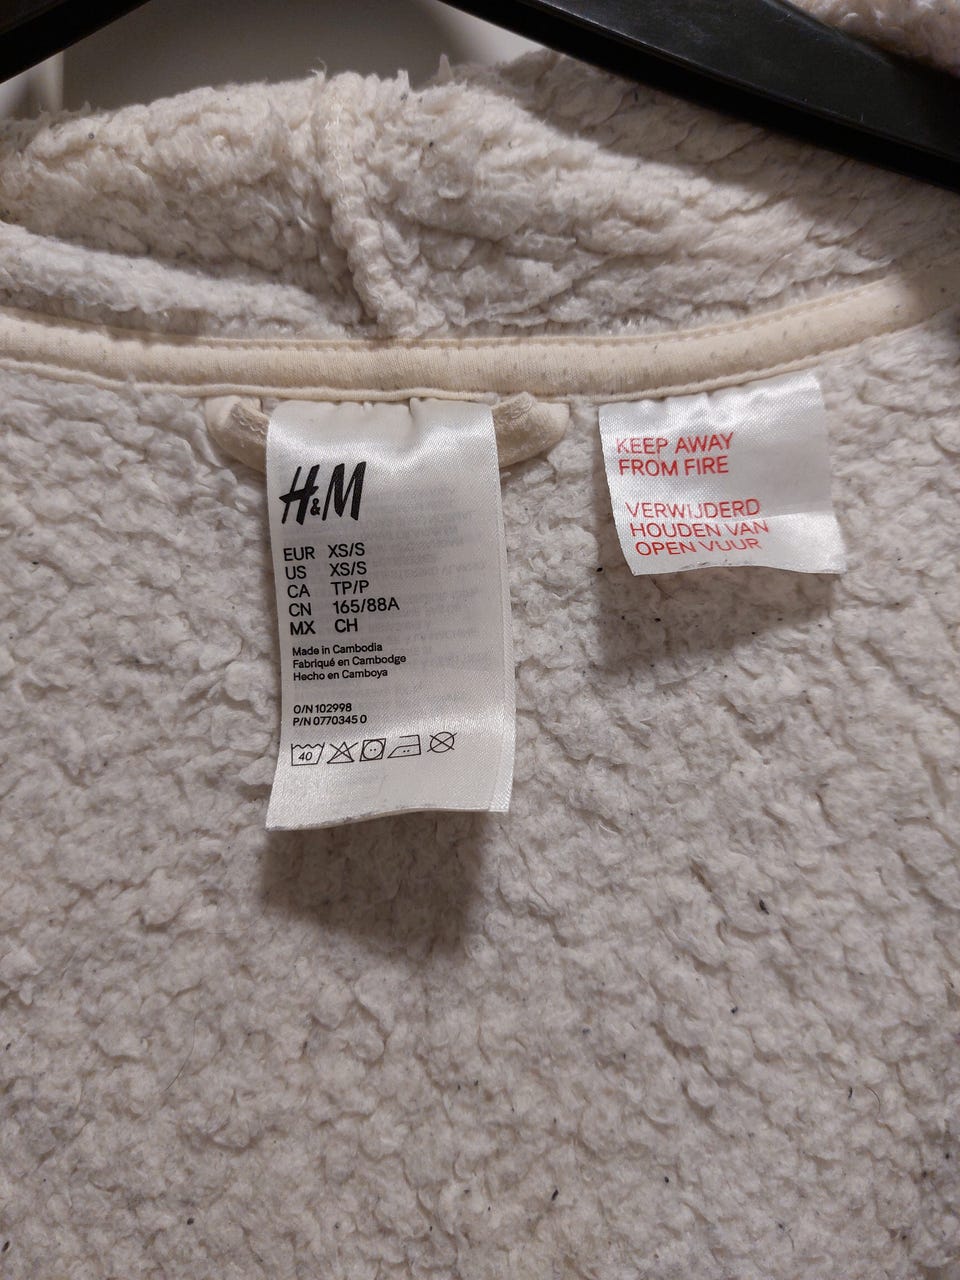 H&M
EUR XS/S
US XS/S
CA TP/P
CN 165/88A
MX CH
Made in Cambodia
Fabriqué en Cambodge
Hecho en Camboya
O/N 102998
P/N 0770345 0
40
KEEP AWAY
FROM FIRE
VERWIJDERD
HOUDEN VAN
OPEN VUUR